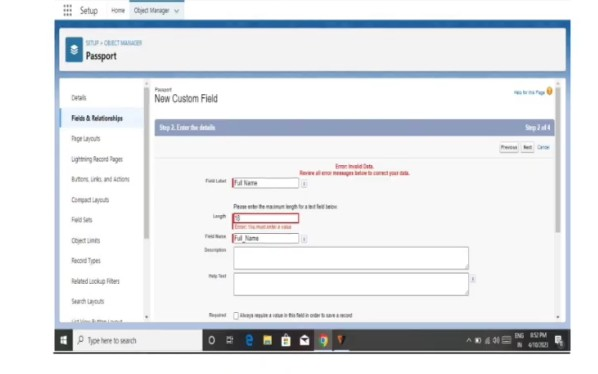 Setup Home Object Manager
SETUP > OBJECT MANAGER
Passport
Details
Fields & Relationships
Page Layouts
Lightning Record Pages
Buttons, Links, and Actions
Compact Layouts
Field Sets
Object Limits
Record Types
Related Lookup Filters
Search Layouts
List View Button Layout
Passport
New Custom Field
Help for this Page
Step 2. Enter the details
Step 2 of 4
Previous Next Cancel
Error: Invalid Data.
Review all error messages below to correct your data.
Field Label Full Name
Please enter the maximum length for a text field below.
Length
Error: You must enter a value
Field Name Full_Name
Description
Help Text
Required Always require a value in this field in order to save a record
Type here to search
ENG 8:52 PM
IN 4/10/2021